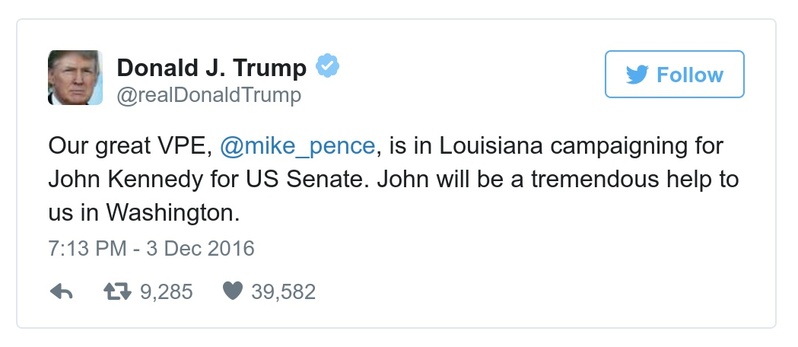 Donald J. Trump
@realDonaldTrump
Follow
Our great VPE, @mike_pence, is in Louisiana campaigning for
John Kennedy for US Senate. John will be a tremendous help to
us in Washington.
7:13 PM - 3 Dec 2016
9,285 39,582